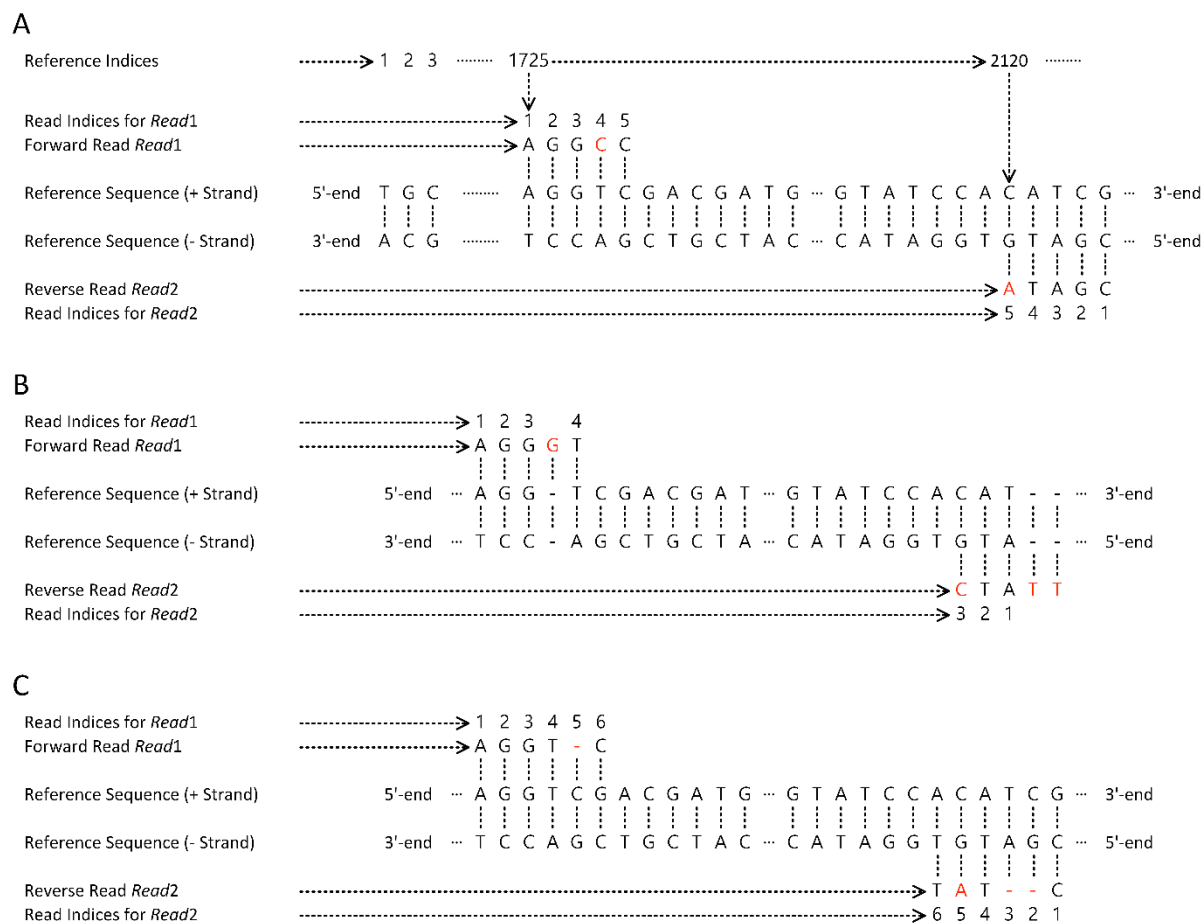 A
Reference Indices 1 2 3 ········· 1725 2120 ·········
Read Indices for Read1 1 2 3 4 5
Forward Read Read1 A G G C C
Reference Sequence (+ Strand) 5'-end T G C ········· A G G T C G A C G A T G ··· G T A T C C A C A T C G ··· 3'-end
Reference Sequence (- Strand) 3'-end A C G ········· T C C A G C T G C T A C ··· C A T A G G T G T A G C ··· 5'-end
Reverse Read Read2 A T A G C
Read Indices for Read2 5 4 3 2 1
B
Read Indices for Read1 1 2 3 4
Forward Read Read1 A G G G T
Reference Sequence (+ Strand) 5'-end ··· A G G - T C G A C G A T ··· G T A T C C A C A T - - ··· 3'-end
Reference Sequence (- Strand) 3'-end ··· T C C - A G C T G C T A ··· C A T A G G T G T A - - ··· 5'-end
Reverse Read Read2 C T A T T
Read Indices for Read2 3 2 1
C
Read Indices for Read1 1 2 3 4 5 6
Forward Read Read1 A G G T - C
Reference Sequence (+ Strand) 5'-end ··· A G G T C G A C G A T G ··· G T A T C C A C A T C G ··· 3'-end
Reference Sequence (- Strand) 3'-end ··· T C C A G C T G C T A C ··· C A T A G G T G T A G C ··· 5'-end
Reverse Read Read2 T A T - - C
Read Indices for Read2 6 5 4 3 2 1